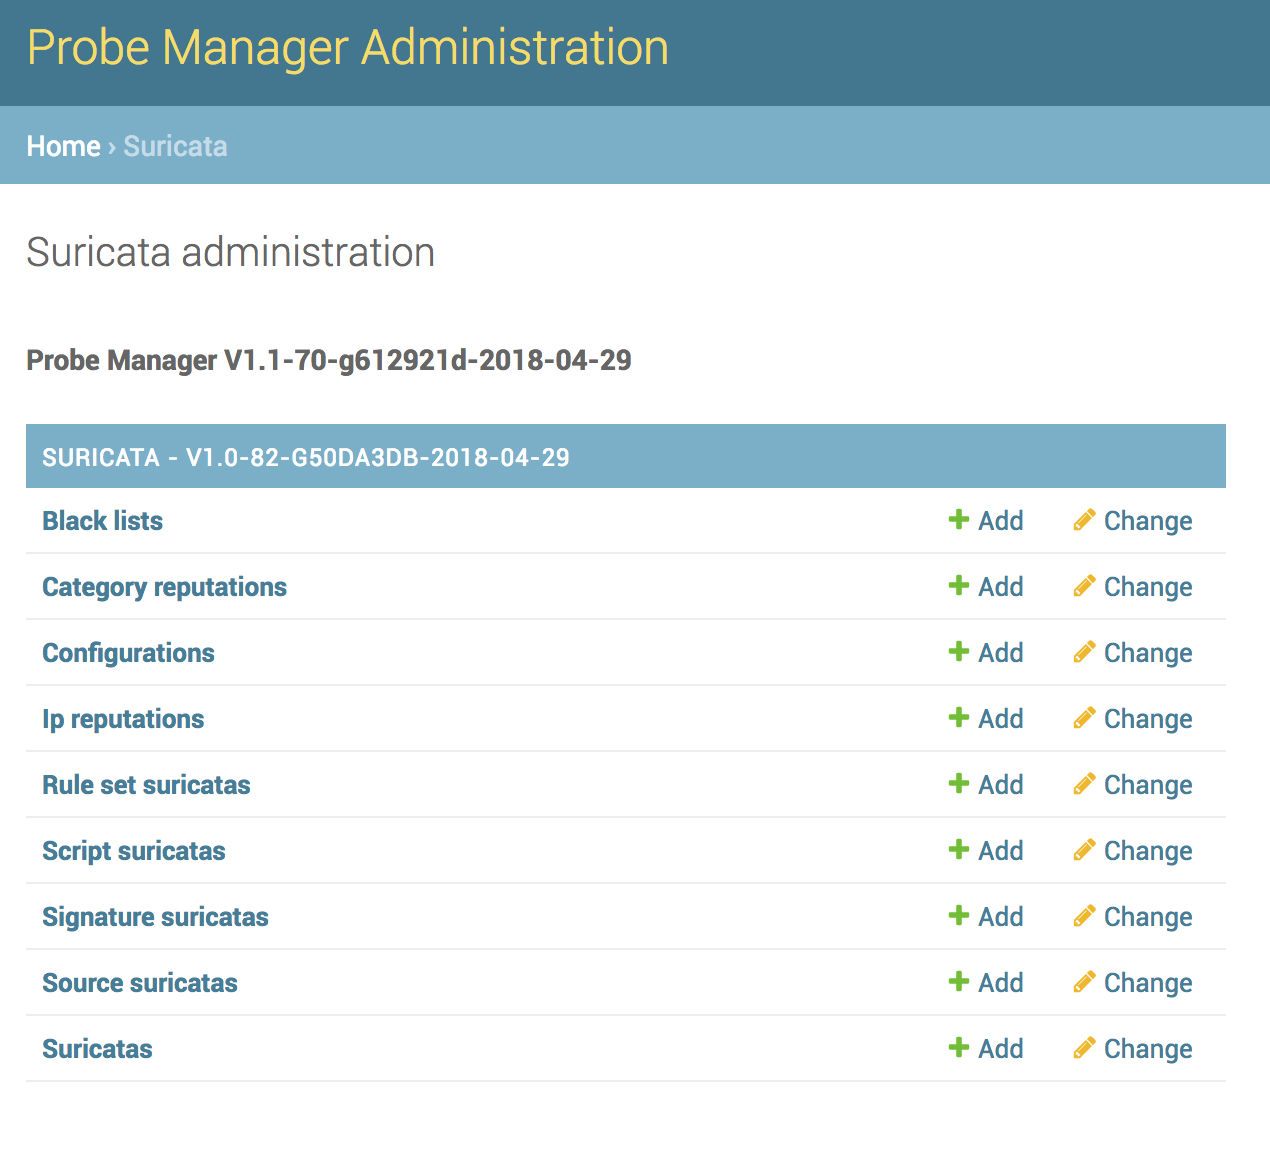 Probe Manager Administration
Home › Suricata
Suricata administration
Probe Manager V1.1-70-g612921d-2018-04-29
SURICATA - V1.0-82-G50DA3DB-2018-04-29
Black lists Add Change
Category reputations Add Change
Configurations Add Change
Ip reputations Add Change
Rule set suricatas Add Change
Script suricatas Add Change
Signature suricatas Add Change
Source suricatas Add Change
Suricatas Add Change